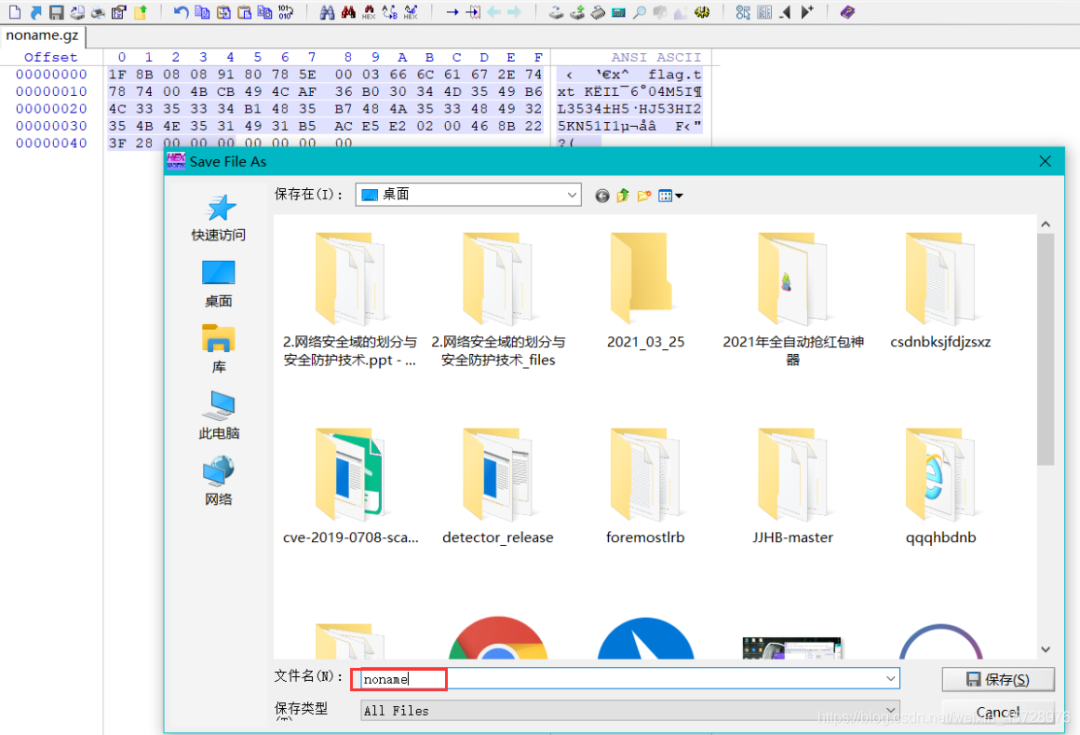 noname.gz
Offset 0 1 2 3 4 5 6 7 8 9 A B C D E F ANSI ASCII
00000000 1F 8B 08 08 91 80 78 5E 00 03 66 6C 61 67 2E 74 ‹ ‘€x^ flag.t
00000010 78 74 00 4B CB 49 4C AF 36 B0 30 34 4D 35 49 B6 xt KËIL¯6°04M5I¶
00000020 4C 33 35 33 34 B1 48 35 B7 48 4A 35 33 48 49 32 L3534±H5·HJ53HI2
00000030 35 4B 4E 35 31 49 31 B5 AC E5 E2 02 00 46 8B 22 5KN51I1µ¬åâ F‹"
00000040 3F 28 00 00 00 00 00 00 00 ?(
Save File As
保存在(I)： 桌面
快速访问
桌面
库
此电脑
网络
2.网络安全域的划分与
安全防护技术.ppt - ...
2.网络安全域的划分与
安全防护技术_files
2021_03_25
2021年全自动抢红包神
器
csdnbksjfdjzsxz
cve-2019-0708-sca...
detector_release
foremostlrb
JJHB-master
qqqhbdnb
文件名(N)： noname
保存(S)
保存类型
(T)
All Files
Cancel